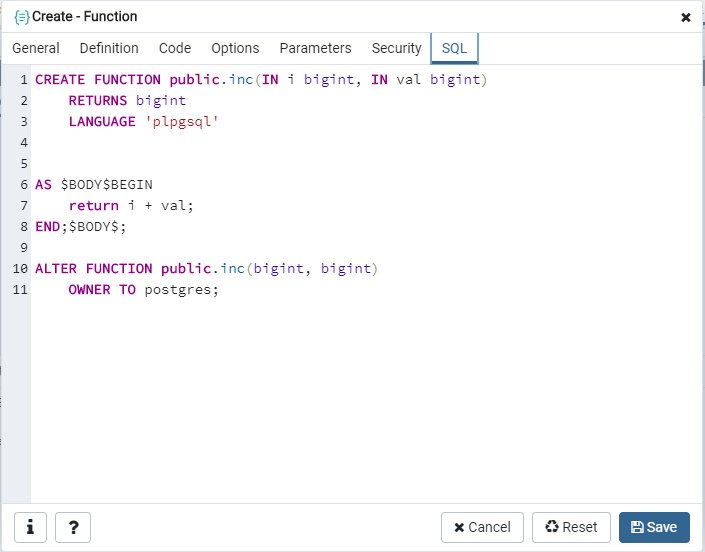 Create - Function
General Definition Code Options Parameters Security SQL
1 CREATE FUNCTION public.inc(IN i bigint, IN val bigint)
2     RETURNS bigint
3     LANGUAGE 'plpgsql'
4
5
6 AS $BODY$BEGIN
7     return i + val;
8 END;$BODY$;
9
10 ALTER FUNCTION public.inc(bigint, bigint)
11     OWNER TO postgres;
i ? Cancel Reset Save